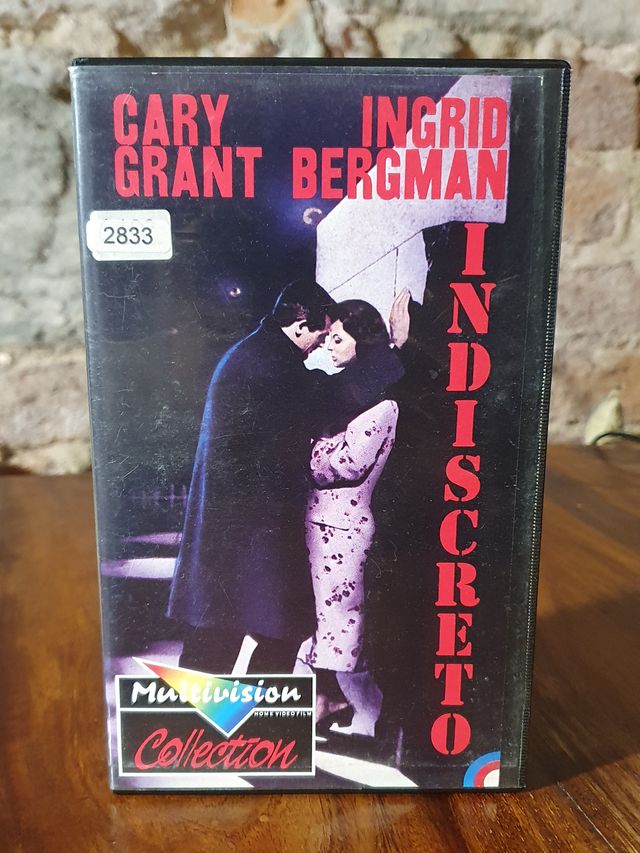 CARY INGRID
GRANT BERGMAN
2833
INDISCRETO
Multivision
HOME VIDEO FILM
Collection